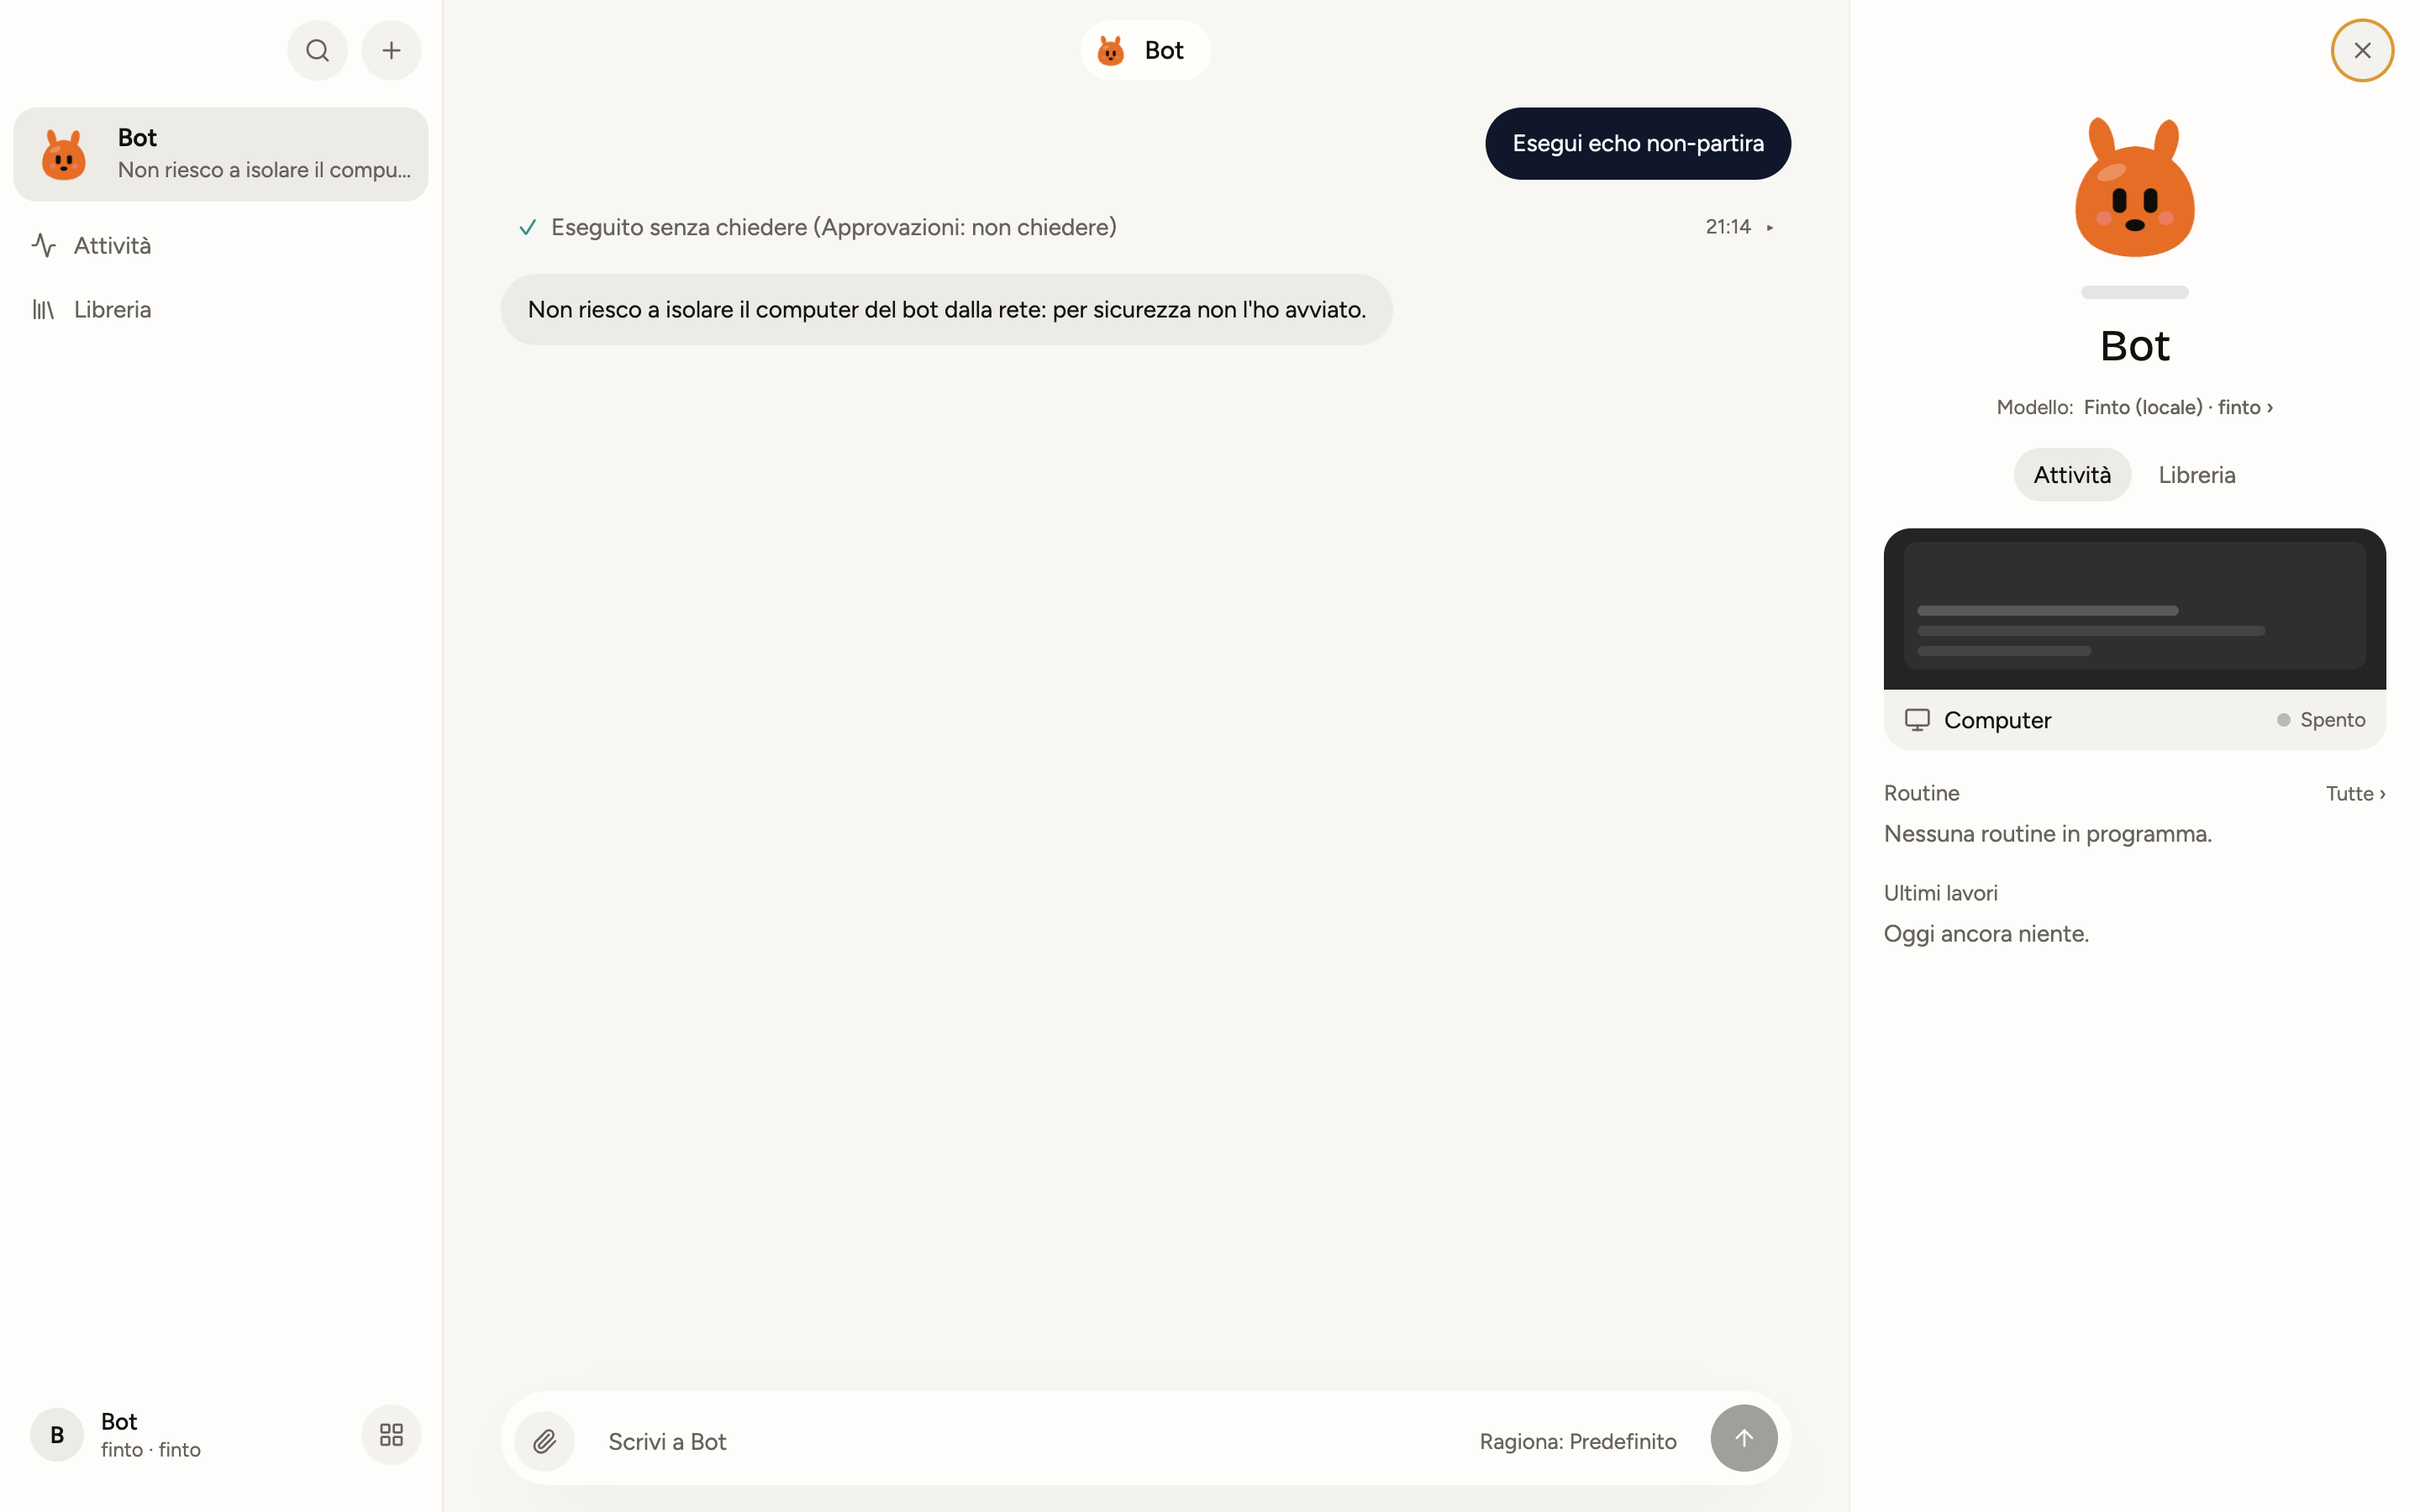 Bot
Non riesco a isolare il compu...
Attività
Libreria
Bot
finto · finto
Bot
Esegui echo non-partira
Eseguito senza chiedere (Approvazioni: non chiedere)
21:14
Non riesco a isolare il computer del bot dalla rete: per sicurezza non l'ho avviato.
Scrivi a Bot
Ragiona: Predefinito
Bot
Modello: Finto (locale) · finto ›
Attività
Libreria
Computer
Spento
Routine
Tutte ›
Nessuna routine in programma.
Ultimi lavori
Oggi ancora niente.
B